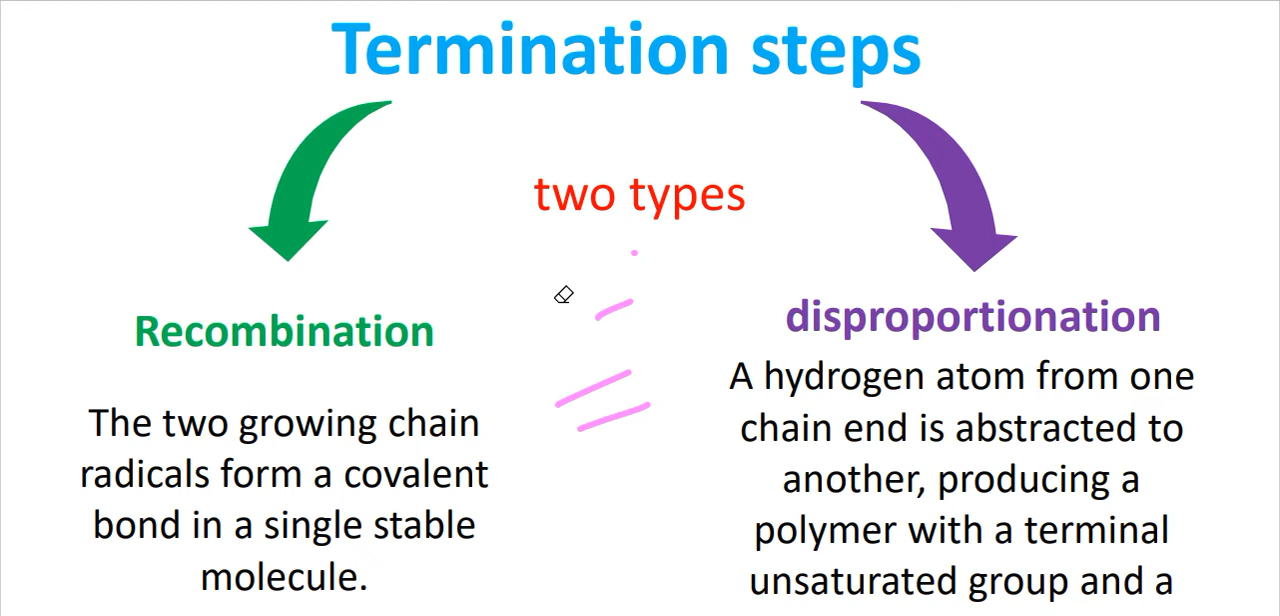 Termination steps
two types
Recombination
The two growing chain
radicals form a covalent
bond in a single stable
molecule.
disproportionation
A hydrogen atom from one
chain end is abstracted to
another, producing a
polymer with a terminal
unsaturated group and a